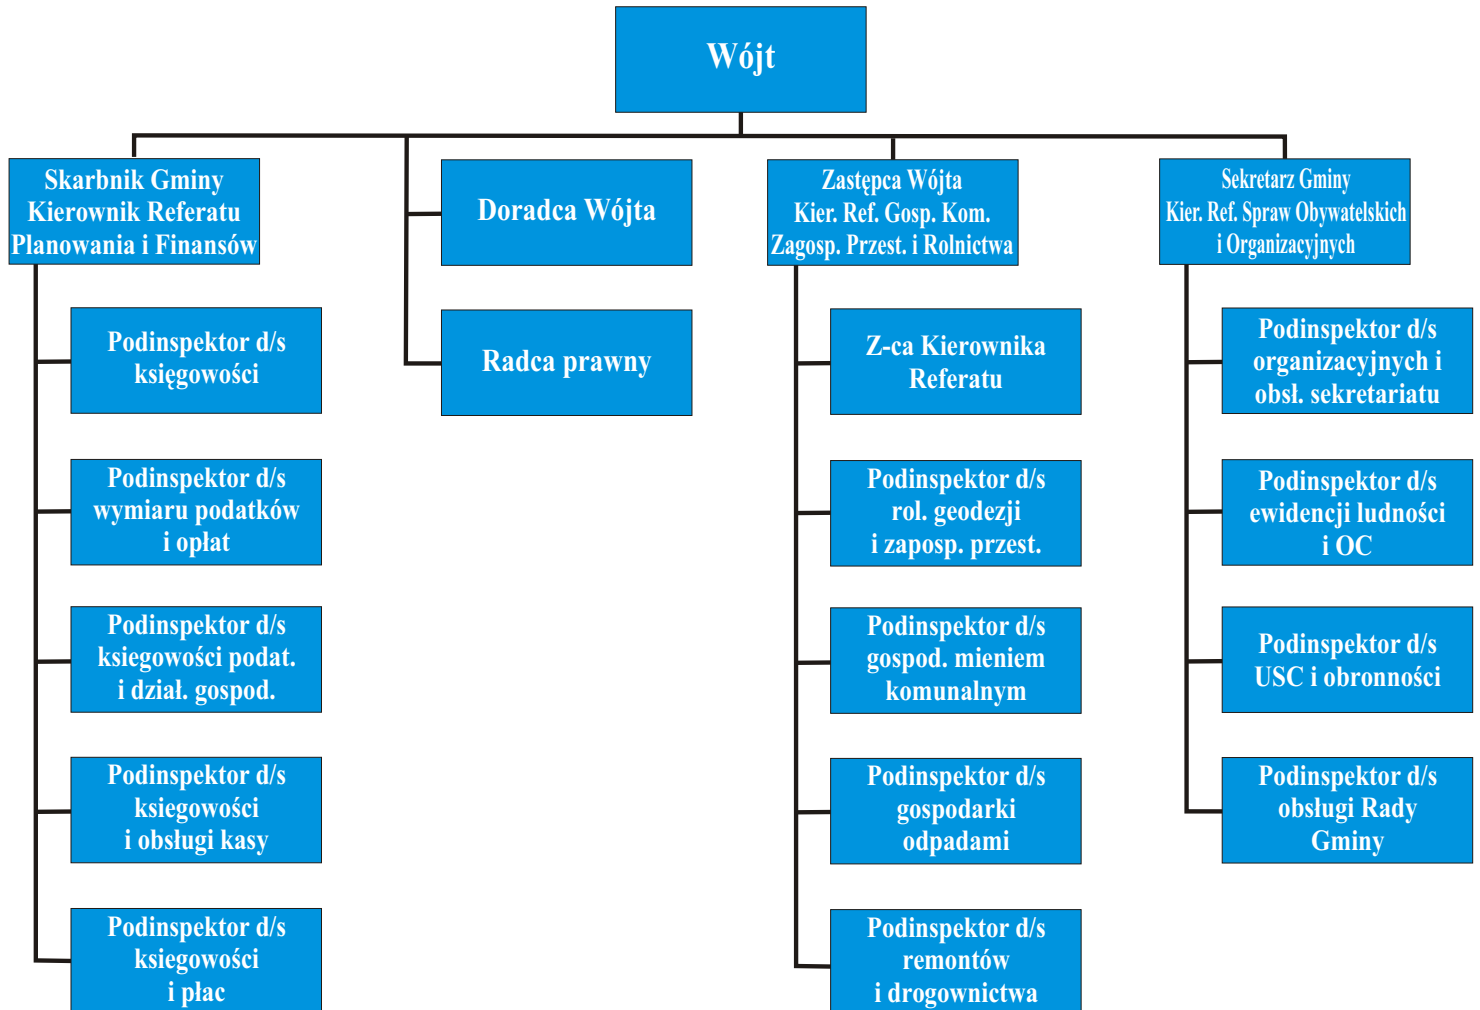 Wójt
Skarbnik Gminy
Kierownik Referatu
Planowania i Finansów
Podinspektor d/s
księgowości
Podinspektor d/s
wymiaru podatków
i opłat
Podinspektor d/s
ksiegowości podat.
i dział. gospod.
Podinspektor d/s
ksiegowości
i obsługi kasy
Podinspektor d/s
ksiegowości
i płac
Doradca Wójta
Radca prawny
Zastępca Wójta
Kier. Ref. Gosp. Kom.
Zagosp. Przest. i Rolnictwa
Z-ca Kierownika
Referatu
Podinspektor d/s
rol. geodezji
i zaposp. przest.
Podinspektor d/s
gospod. mieniem
komunalnym
Podinspektor d/s
gospodarki
odpadami
Podinspektor d/s
remontów
i drogownictwa
Sekretarz Gminy
Kier. Ref. Spraw Obywatelskich
i Organizacyjnych
Podinspektor d/s
organizacyjnych i
obsł. sekretariatu
Podinspektor d/s
ewidencji ludności
i OC
Podinspektor d/s
USC i obronności
Podinspektor d/s
obsługi Rady
Gminy